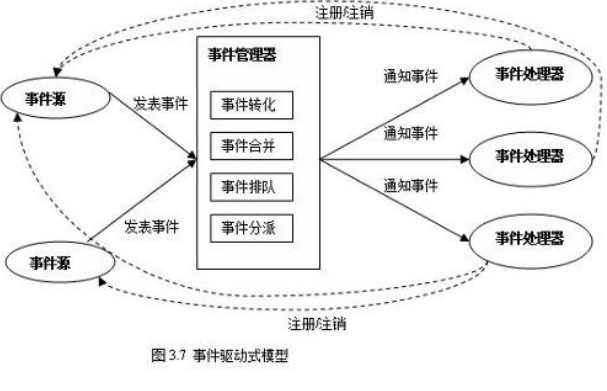 注册/注销
事件管理器
事件处理器
事件源
发表事件
事件转化
通知事件
事件合并
通知事件
事件处理器
事件排队
通知事件
发表事件
事件分派
事件处理器
事件源
注册/注销
图 3.7 事件驱动式模型